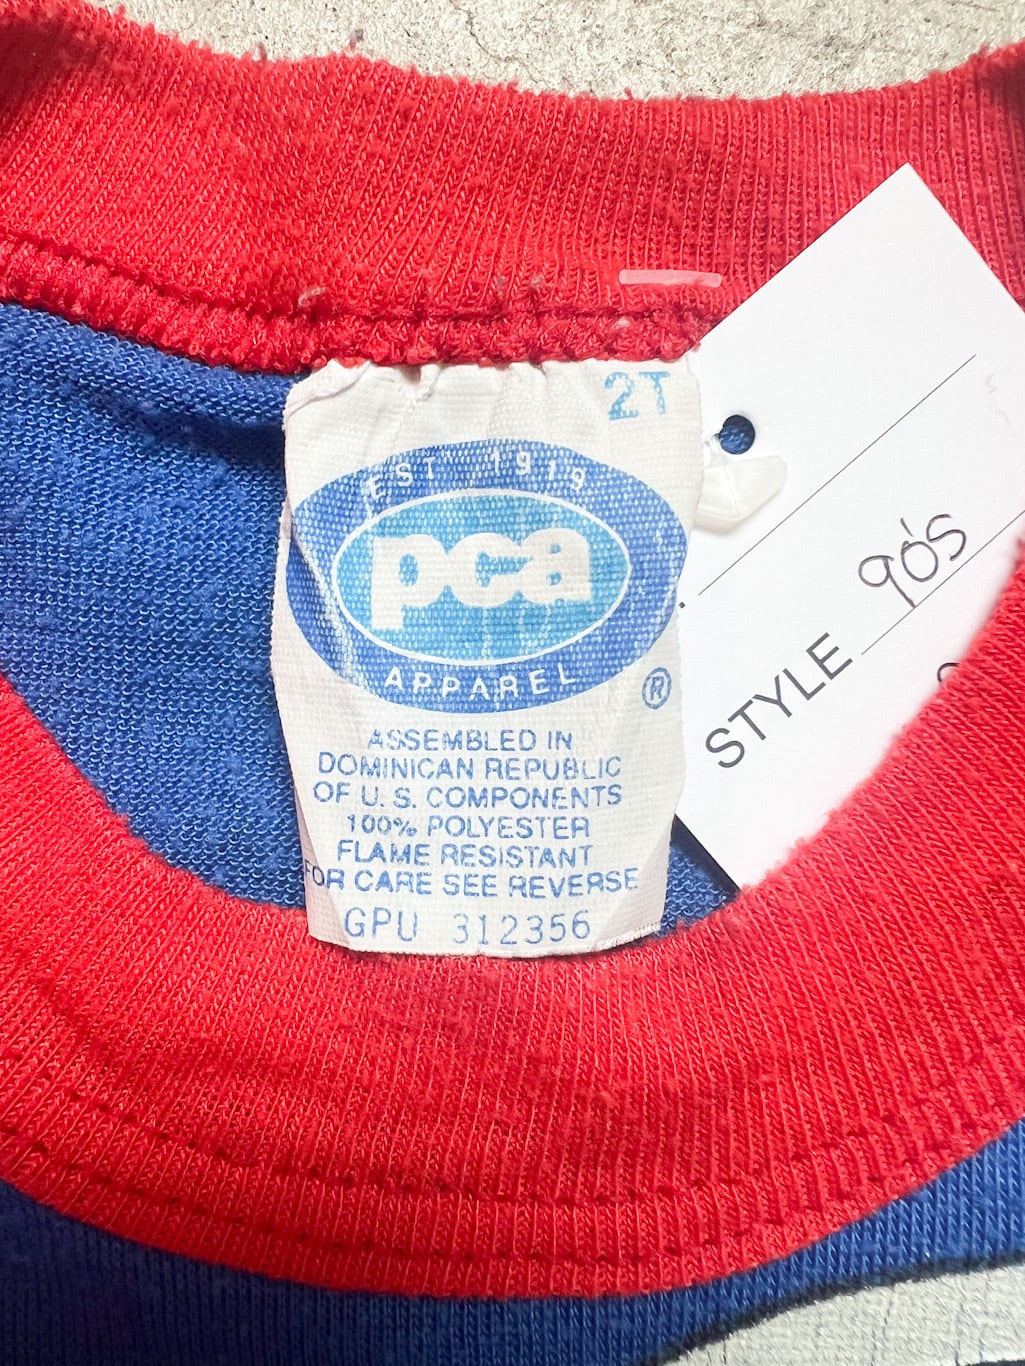 2T
EST 1919
pca
APPAREL
®
ASSEMBLED IN
DOMINICAN REPUBLIC
OF U.S. COMPONENTS
100% POLYESTER
FLAME RESISTANT
FOR CARE SEE REVERSE
GPU 312356
STYLE 90's